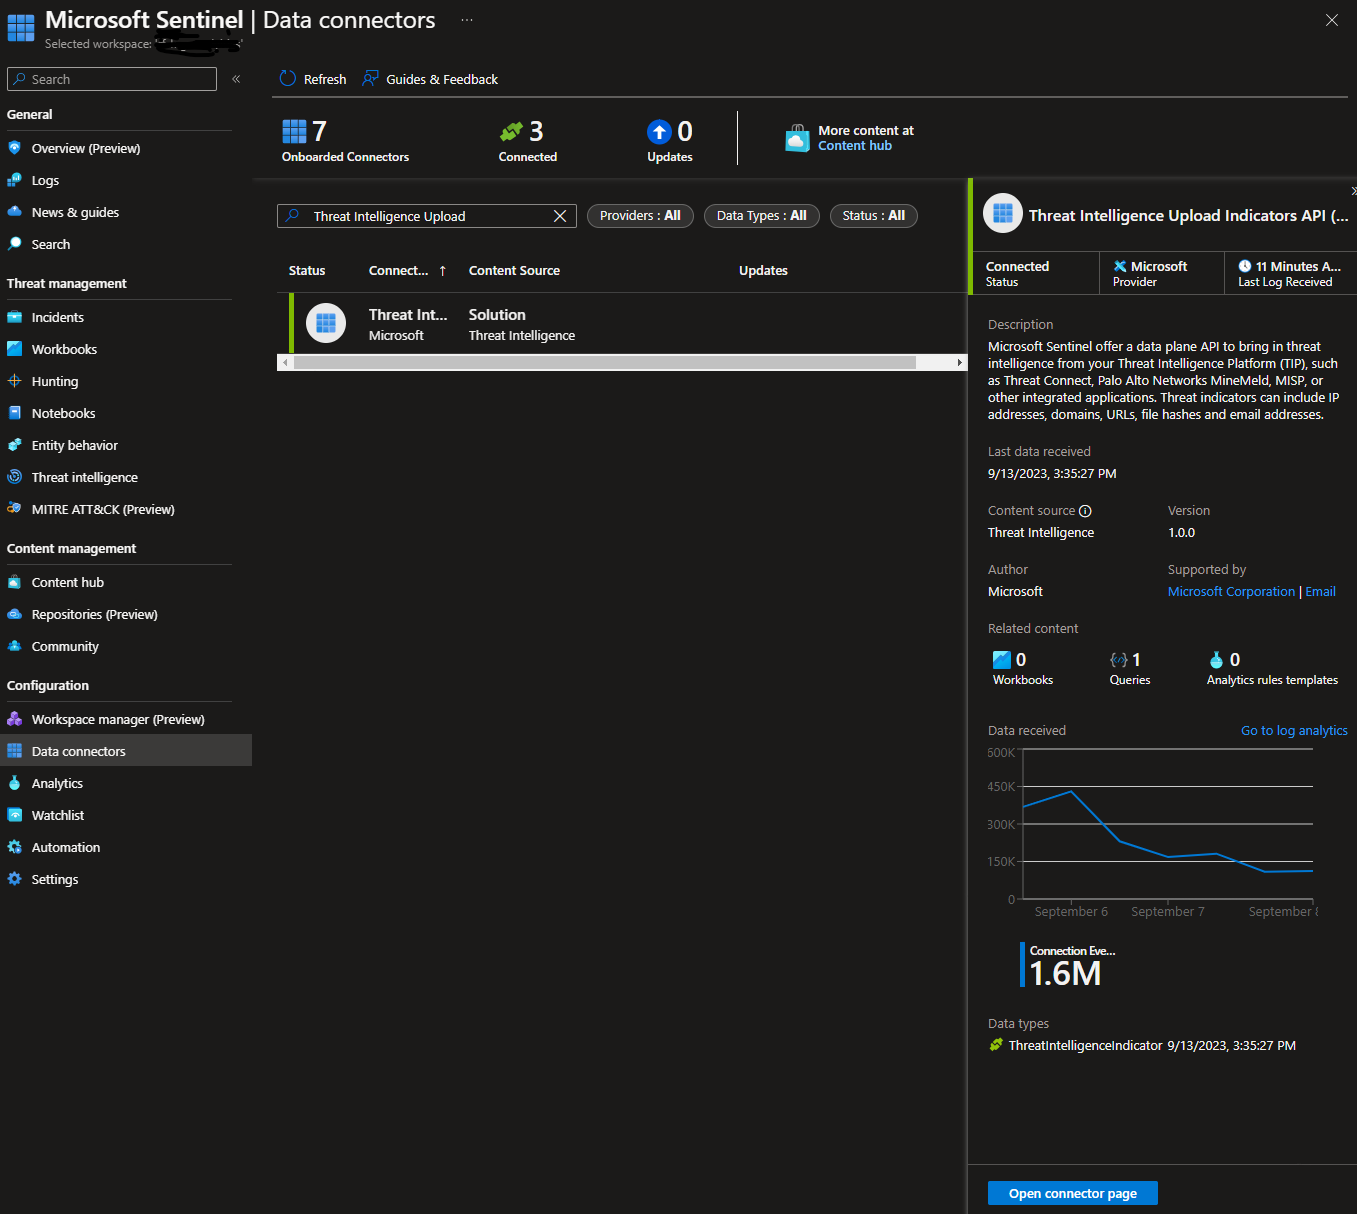 Microsoft Sentinel | Data connectors ...
Selected workspace:
Search
«
General
Overview (Preview)
Logs
News & guides
Search
Threat management
Incidents
Workbooks
Hunting
Notebooks
Entity behavior
Threat intelligence
MITRE ATT&CK (Preview)
Content management
Content hub
Repositories (Preview)
Community
Configuration
Workspace manager (Preview)
Data connectors
Analytics
Watchlist
Automation
Settings
Refresh
Guides & Feedback
7
Onboarded Connectors
3
Connected
0
Updates
More content at
Content hub
Threat Intelligence Upload
Providers : All
Data Types : All
Status : All
Status
Connect... ↑
Content Source
Updates
Threat Int...
Microsoft
Solution
Threat Intelligence
»
Threat Intelligence Upload Indicators API (...
Connected
Status
Microsoft
Provider
11 Minutes A...
Last Log Received
Description
Microsoft Sentinel offer a data plane API to bring in threat
intelligence from your Threat Intelligence Platform (TIP), such
as Threat Connect, Palo Alto Networks MineMeld, MISP, or
other integrated applications. Threat indicators can include IP
addresses, domains, URLs, file hashes and email addresses.
Last data received
9/13/2023, 3:35:27 PM
Content source
Threat Intelligence
Version
1.0.0
Author
Microsoft
Supported by
Microsoft Corporation | Email
Related content
0
Workbooks
1
Queries
0
Analytics rules templates
Data received
Go to log analytics
600K
450K
300K
150K
0
September 6
September 7
September 8
Connection Eve...
1.6M
Data types
ThreatIntelligenceIndicator 9/13/2023, 3:35:27 PM
Open connector page